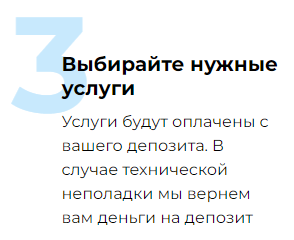 3
Выбирайте нужные
услуги
Услуги будут оплачены с
вашего депозита. В
случае технической
неполадки мы вернем
вам деньги на депозит